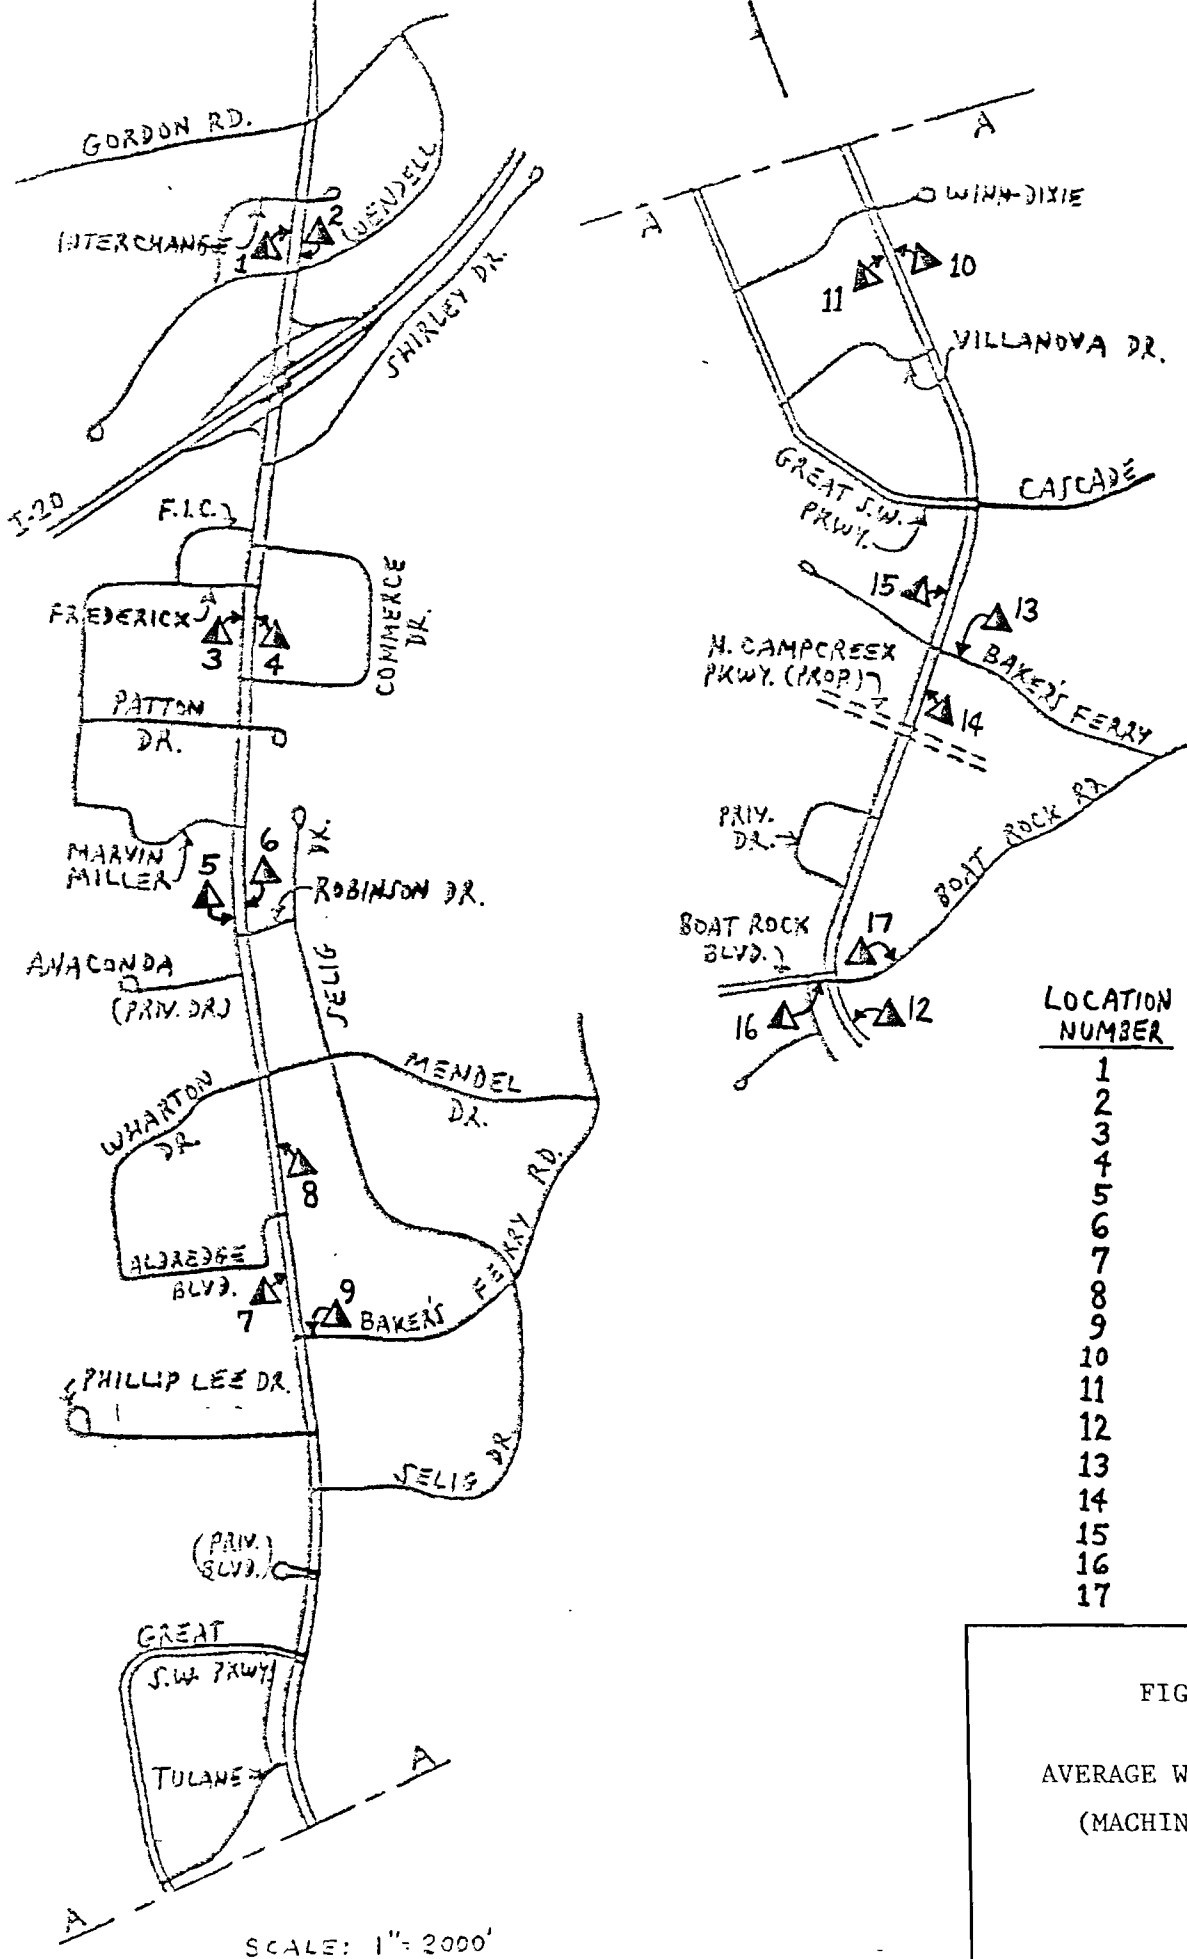 GORDON RD.
INTERCHANGE
1
2
WENDELL
SHIRLEY DR.
I-20
F.I.C.
FREDERICK
3
4
COMMERCE
DR.
PATTON
DR.
MARVIN
MILLER
5
6
DR.
ROBINSON DR.
ANACONDA
(PRIV. DR.)
SELIG
WHARTON
DR.
MENDEL
DR.
8
ALDREDGE
BLVD.
7
9
BAKER'S
FERRY
RD.
PHILLIP LEE DR.
SELIG
DR.
(PRIV.
BLVD.)
GREAT
S.W. PKWY.
TULANE
A
A
SCALE: 1"=2000'
A
A
WINN-DIXIE
11
10
VILLANOVA DR.
GREAT S.W.
PKWY.
CASCADE
15
13
N. CAMPCREEK
PKWY. (PROP.)
BAKER'S FERRY
14
PRIV.
DR.
BOAT ROCK
BOAT ROCK
BLVD.
17
16
12
LOCATION
NUMBER
1
2
3
4
5
6
7
8
9
10
11
12
13
14
15
16
17
FIG
AVERAGE W
(MACHIN